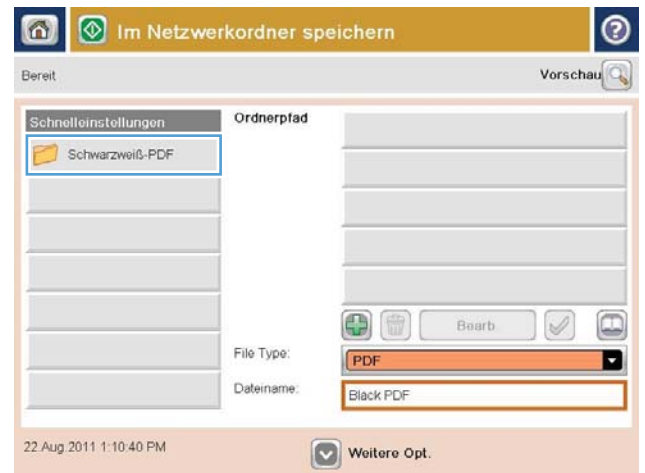 Im Netzwerkordner speichern
Bereit
Vorschau
Schnelleinstellungen
Schwarzweiß-PDF
Ordnerpfad
Bearb
File Type:
PDF
Dateiname:
Black PDF
22 Aug 2011 1:10:40 PM
Weitere Opt.